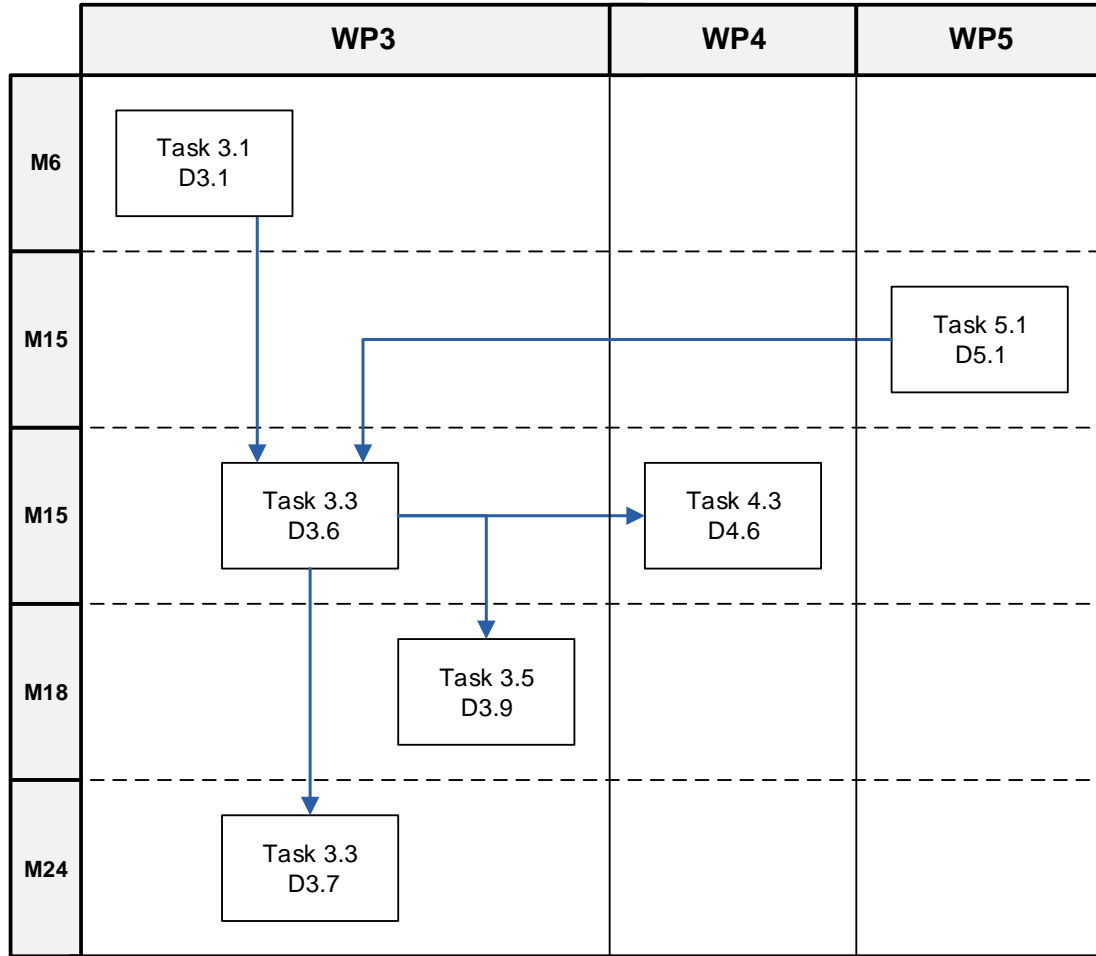 WP3
WP4
WP5
M6
Task 3.1
D3.1
M15
Task 5.1
D5.1
M15
Task 3.3
D3.6
Task 4.3
D4.6
M18
Task 3.5
D3.9
M24
Task 3.3
D3.7